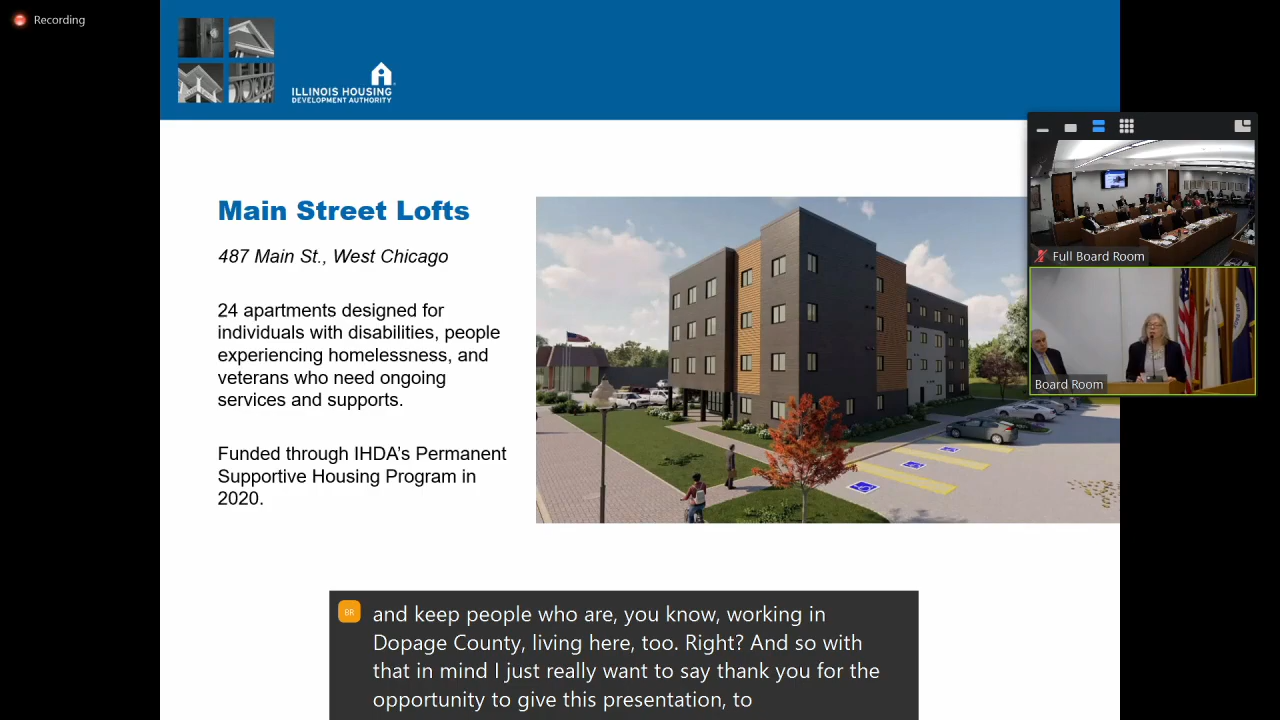 Recording
ILLINOIS HOUSING
DEVELOPMENT AUTHORITY
Main Street Lofts
487 Main St., West Chicago
24 apartments designed for
individuals with disabilities, people
experiencing homelessness, and
veterans who need ongoing
services and supports.
Funded through IHDA's Permanent
Supportive Housing Program in
2020.
Full Board Room
Board Room
BR
and keep people who are, you know, working in
Dopage County, living here, too. Right? And so with
that in mind I just really want to say thank you for the
opportunity to give this presentation, to